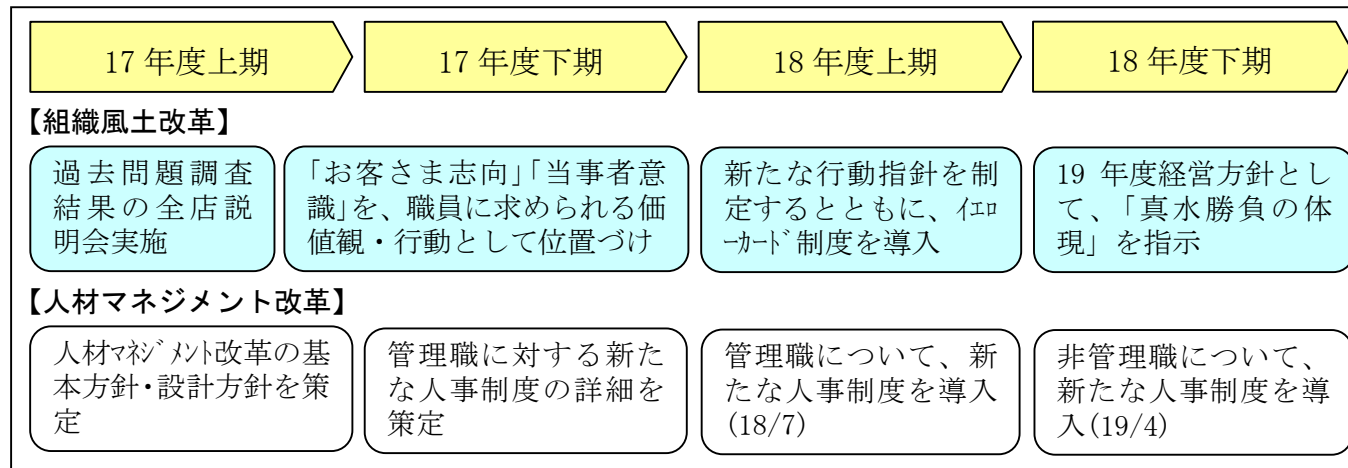 17 年度上期
17 年度下期
18 年度上期
18 年度下期
【組織風土改革】
過去問題調査
結果の全店説
明会実施
「お客さま志向」「当事者意
識」を、職員に求められる価
値観・行動として位置づけ
新たな行動指針を制
定するとともに、ｲｴﾛ
ｰｶｰﾄﾞ制度を導入
19 年度経営方針とし
て、「真水勝負の体
現」を指示
【人材マネジメント改革】
人材ﾏﾈｼﾞﾒﾝﾄ改革の基
本方針・設計方針を策
定
管理職に対する新た
な人事制度の詳細を
策定
管理職について、新
たな人事制度を導入
(18/7)
非管理職について、
新たな人事制度を導
入(19/4)